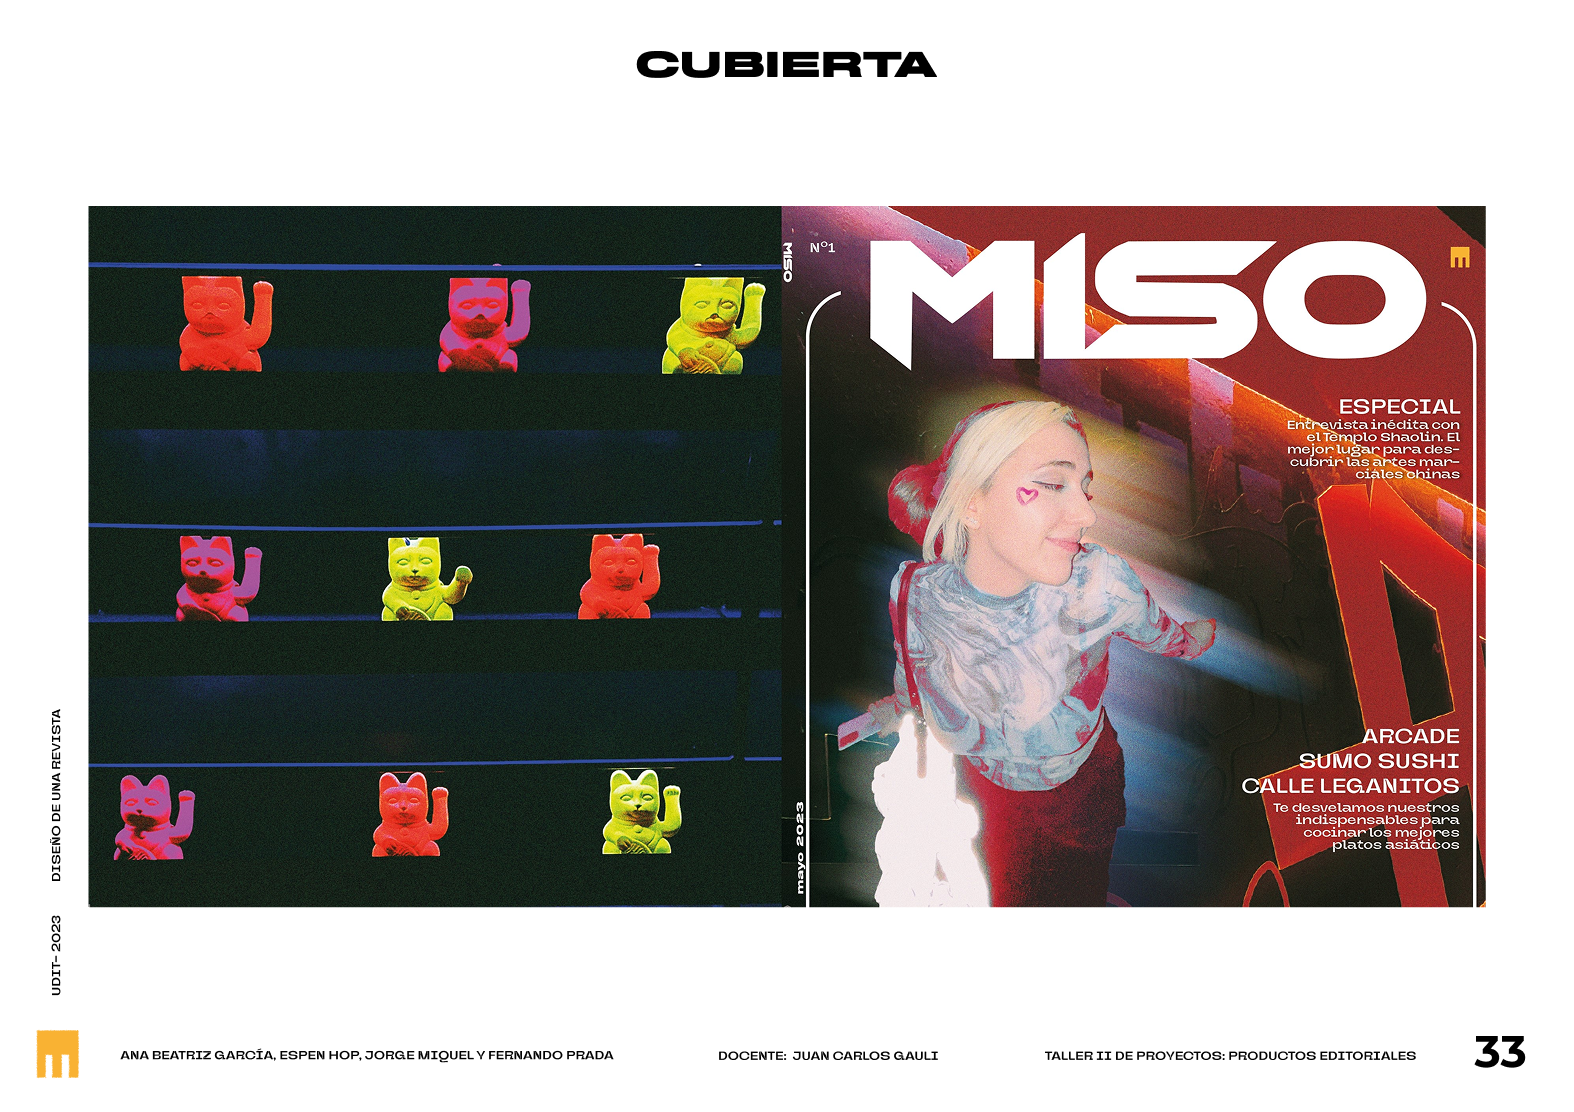 CUBIERTA
MISO
Nº1
MISO
ESPECIAL
Entrevista inédita con
el Templo Shaolin. El
mejor lugar para des-
cubrir las artes mar-
ciales chinas
ARCADE
SUMO SUSHI
CALLE LEGANITOS
Te desvelamos nuestros
indispensables para
cocinar los mejores
platos asiáticos
mayo 2023
DISEÑO DE UNA REVISTA
UDIT- 2023
ANA BEATRIZ GARCÍA, ESPEN HOP, JORGE MIQUEL Y FERNANDO PRADA
DOCENTE: JUAN CARLOS GAULI
TALLER II DE PROYECTOS: PRODUCTOS EDITORIALES
33